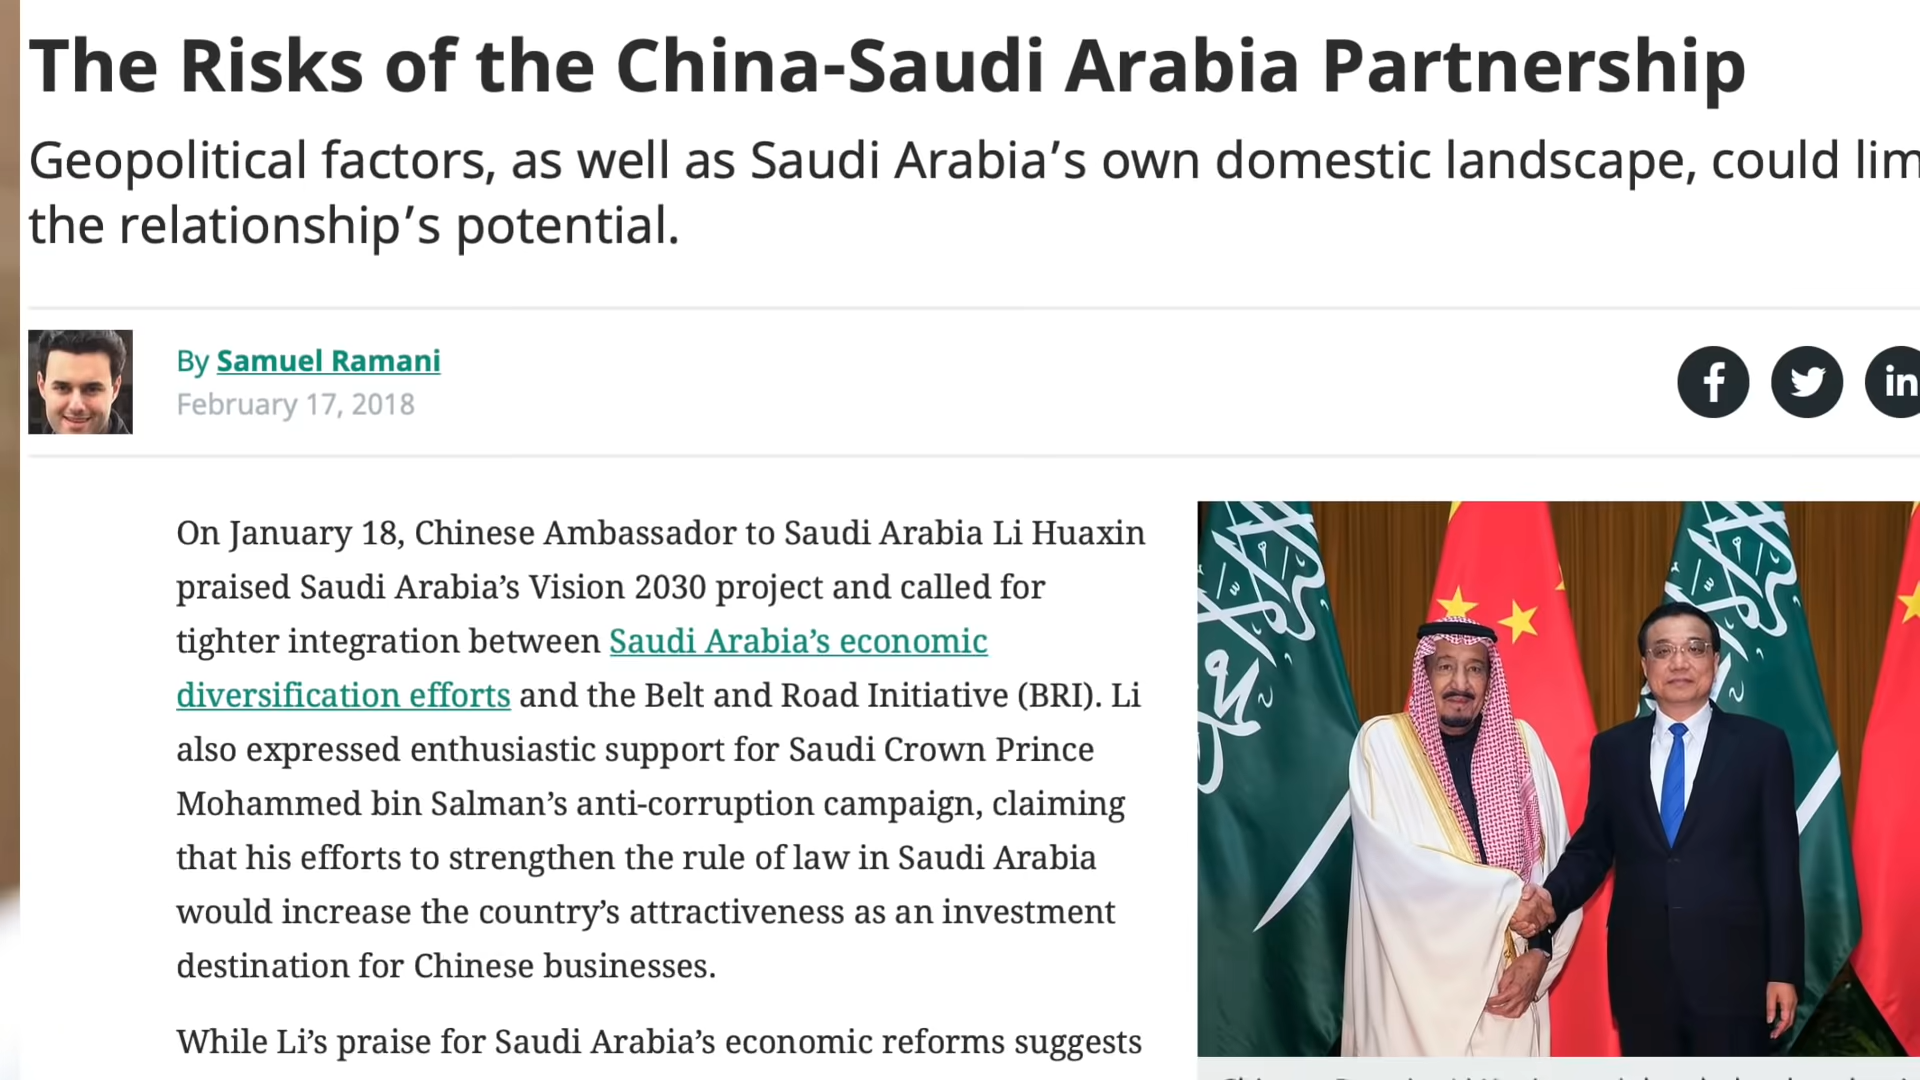 The Risks of the China-Saudi Arabia Partnership
Geopolitical factors, as well as Saudi Arabia’s own domestic landscape, could lim
the relationship’s potential.
By Samuel Ramani
February 17, 2018
f
in
On January 18, Chinese Ambassador to Saudi Arabia Li Huaxin
praised Saudi Arabia’s Vision 2030 project and called for
tighter integration between Saudi Arabia’s economic
diversification efforts and the Belt and Road Initiative (BRI). Li
also expressed enthusiastic support for Saudi Crown Prince
Mohammed bin Salman’s anti-corruption campaign, claiming
that his efforts to strengthen the rule of law in Saudi Arabia
would increase the country’s attractiveness as an investment
destination for Chinese businesses.
While Li’s praise for Saudi Arabia’s economic reforms suggests